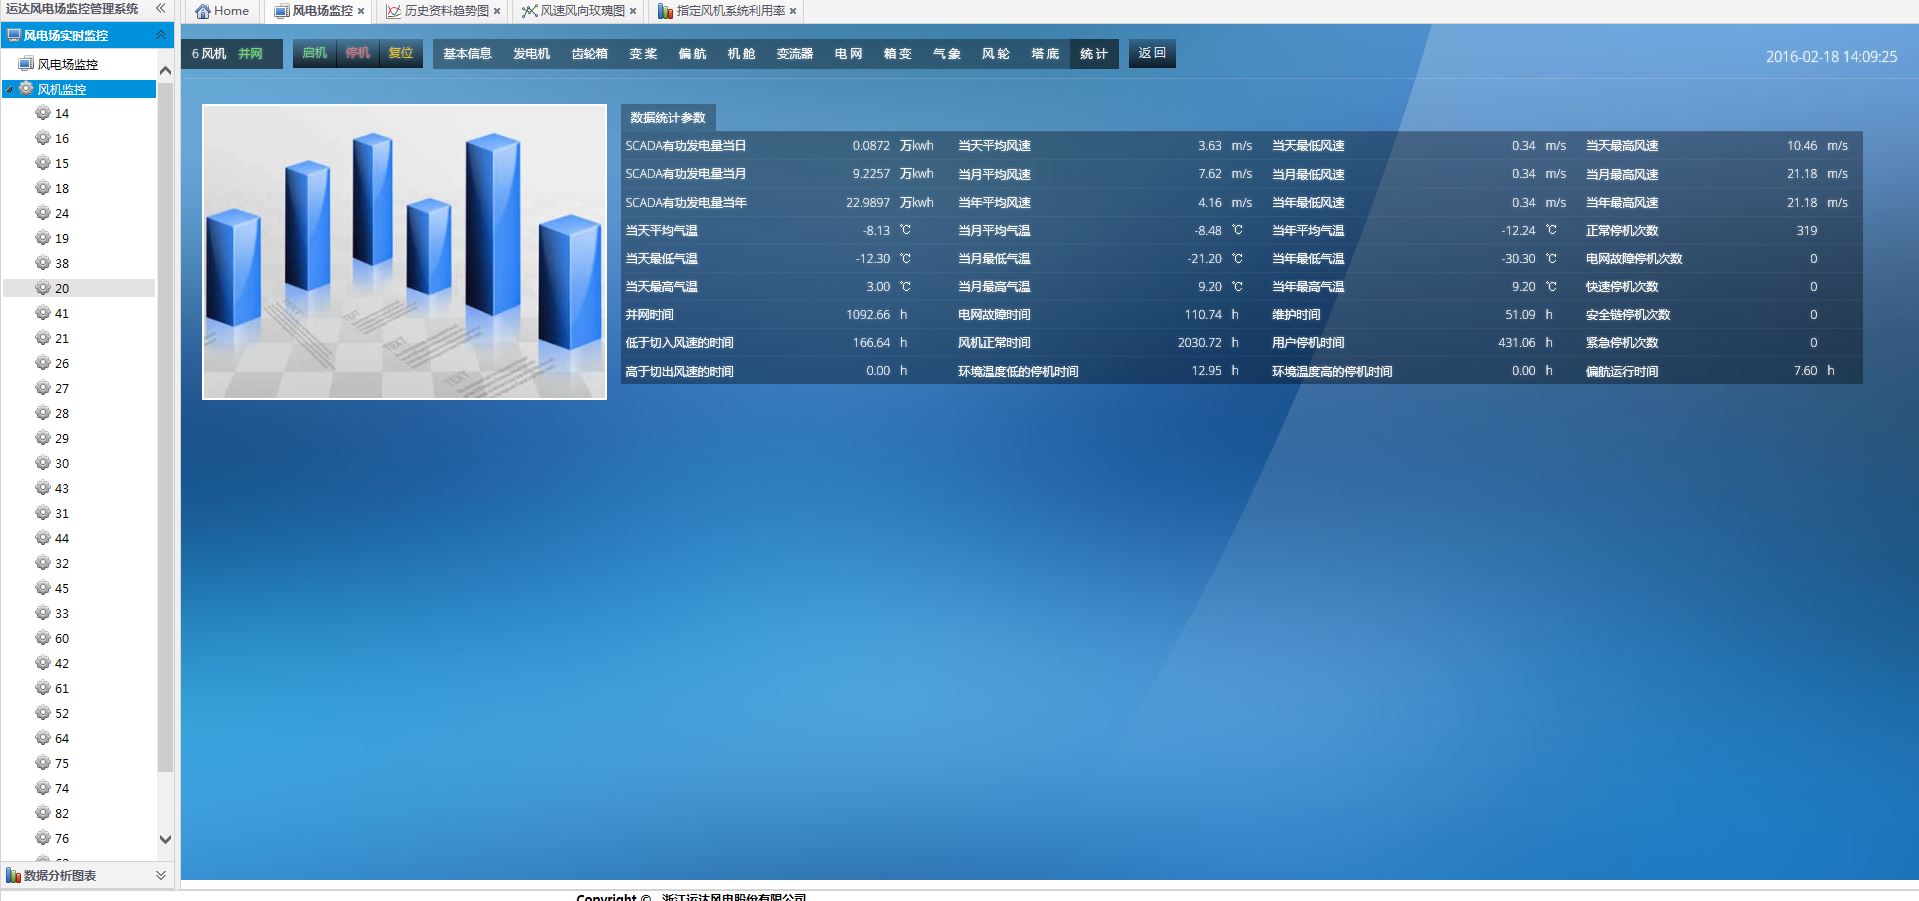 运达风电场监控管理系统
Home
风电场监控
历史资料趋势图
风速风向玫瑰图
指定风机系统利用率
风电场实时监控
风电场监控
风机监控
14
16
15
18
24
19
38
20
41
21
26
27
28
29
30
43
31
44
32
45
33
60
42
61
52
64
75
74
82
76
数据分析图表
6 风机 并网
启机 停机 复位
基本信息 发电机 齿轮箱 变桨 偏航 机舱 变流器 电网 箱变 气象 风轮 塔底 统计
返回
2016-02-18 14:09:25
数据统计参数
SCADA有功发电量当日 0.0872 万kwh 当天平均风速 3.63 m/s 当天最低风速 0.34 m/s 当天最高风速 10.46 m/s
SCADA有功发电量当月 9.2257 万kwh 当月平均风速 7.62 m/s 当月最低风速 0.34 m/s 当月最高风速 21.18 m/s
SCADA有功发电量当年 22.9897 万kwh 当年平均风速 4.16 m/s 当年最低风速 0.34 m/s 当年最高风速 21.18 m/s
当天平均气温 -8.13 ℃ 当月平均气温 -8.48 ℃ 当年平均气温 -12.24 ℃ 正常停机次数 319
当天最低气温 -12.30 ℃ 当月最低气温 -21.20 ℃ 当年最低气温 -30.30 ℃ 电网故障停机次数 0
当天最高气温 3.00 ℃ 当月最高气温 9.20 ℃ 当年最高气温 9.20 ℃ 快速停机次数 0
并网时间 1092.66 h 电网故障时间 110.74 h 维护时间 51.09 h 安全链停机次数 0
低于切入风速的时间 166.64 h 风机正常时间 2030.72 h 用户停机时间 431.06 h 紧急停机次数 0
高于切出风速的时间 0.00 h 环境温度低的停机时间 12.95 h 环境温度高的停机时间 0.00 h 偏航运行时间 7.60 h
TEXT
TEXT
TEXT
TEXT
Copyright © 浙江运达风电股份有限公司